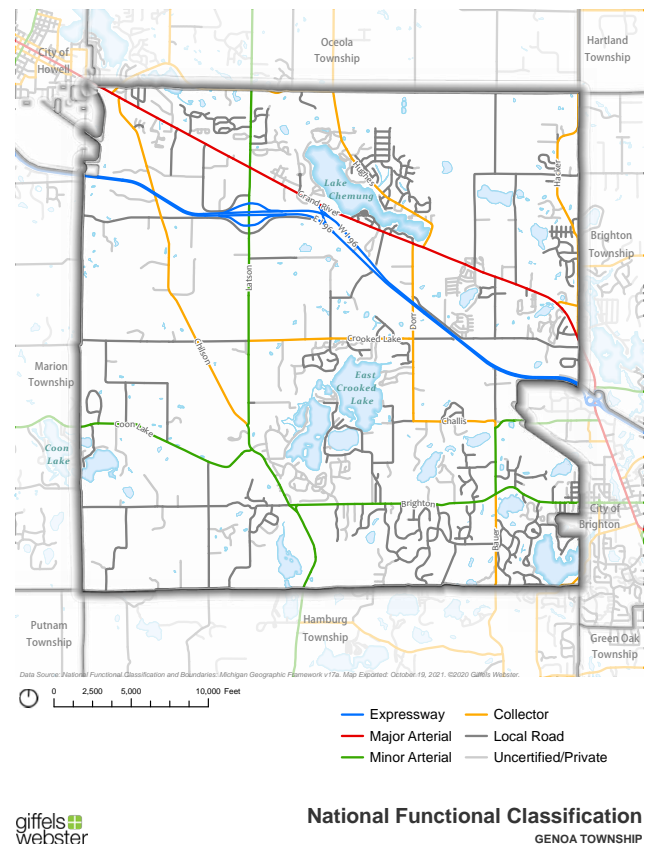 Oceola
Township
Hartland
Township
City of
Howell
Hughes
Hacker
Lake
Chemung
Grand River
W I-96
E I-96
Brighton
Township
Latson
Dorr
Crooked Lake
Chilson
Marion
Township
East
Crooked
Lake
Coon Lake
Challis
Coon
Lake
Brighton
City of
Brighton
Bauer
Putnam
Township
Hamburg
Township
Green Oak
Township
Data Source: National Functional Classification and Boundaries: Michigan Geographic Framework v17a. Map Exported: October 19, 2021. ©2020 Giffels Webster.
0 2,500 5,000 10,000 Feet
Expressway
Collector
Major Arterial
Local Road
Minor Arterial
Uncertified/Private
giffels
webster
National Functional Classification
GENOA TOWNSHIP